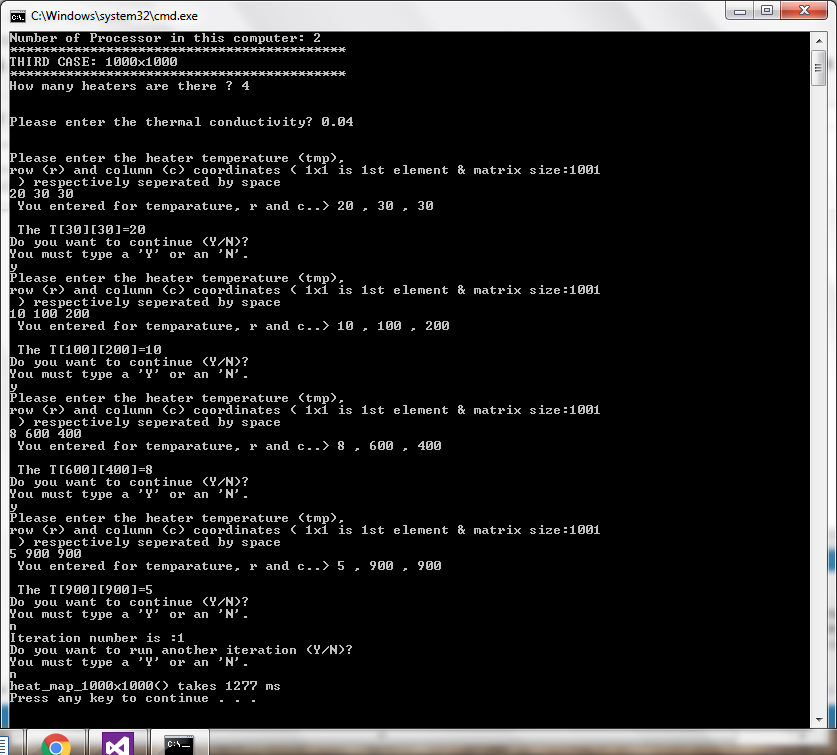 C:\Windows\system32\cmd.exe
Number of Processor in this computer: 2
******************************************
THIRD CASE: 1000x1000
******************************************
How many heaters are there ? 4
Please enter the thermal conductivity? 0.04
Please enter the heater temperature (tmp),
row (r) and column (c) coordinates ( 1x1 is 1st element & matrix size:1001
) respectively seperated by space
20 30 30
You entered for temparature, r and c..> 20 , 30 , 30
The T[30][30]=20
Do you want to continue (Y/N)?
You must type a 'Y' or an 'N'.
y
Please enter the heater temperature (tmp),
row (r) and column (c) coordinates ( 1x1 is 1st element & matrix size:1001
) respectively seperated by space
10 100 200
You entered for temparature, r and c..> 10 , 100 , 200
The T[100][200]=10
Do you want to continue (Y/N)?
You must type a 'Y' or an 'N'.
y
Please enter the heater temperature (tmp),
row (r) and column (c) coordinates ( 1x1 is 1st element & matrix size:1001
) respectively seperated by space
8 600 400
You entered for temparature, r and c..> 8 , 600 , 400
The T[600][400]=8
Do you want to continue (Y/N)?
You must type a 'Y' or an 'N'.
y
Please enter the heater temperature (tmp),
row (r) and column (c) coordinates ( 1x1 is 1st element & matrix size:1001
) respectively seperated by space
5 900 900
You entered for temparature, r and c..> 5 , 900 , 900
The T[900][900]=5
Do you want to continue (Y/N)?
You must type a 'Y' or an 'N'.
n
Iteration number is :1
Do you want to run another iteration (Y/N)?
You must type a 'Y' or an 'N'.
n
heat_map_1000x1000() takes 1277 ms
Press any key to continue . . .